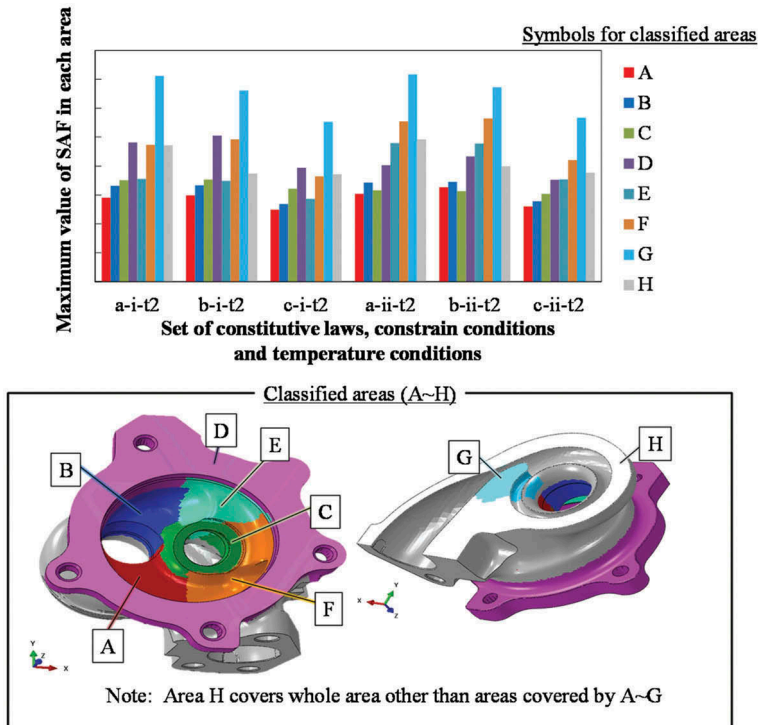 Symbols for classified areas
Maximum value of SAF in each area
A
B
C
D
E
F
G
H
a-i-t2 b-i-t2 c-i-t2 a-ii-t2 b-ii-t2 c-ii-t2
Set of constitutive laws, constrain conditions
and temperature conditions
Classified areas (A~H)
D
E
B
C
A
F
G
H
Y
Z
X
Y
X
Z
Note: Area H covers whole area other than areas covered by A~G